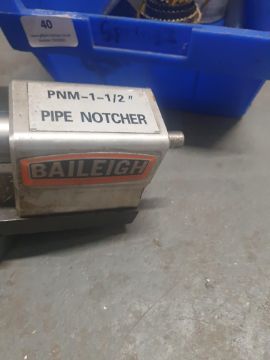 40
PNM-1-1/2"
PIPE NOTCHER
BAILEIGH